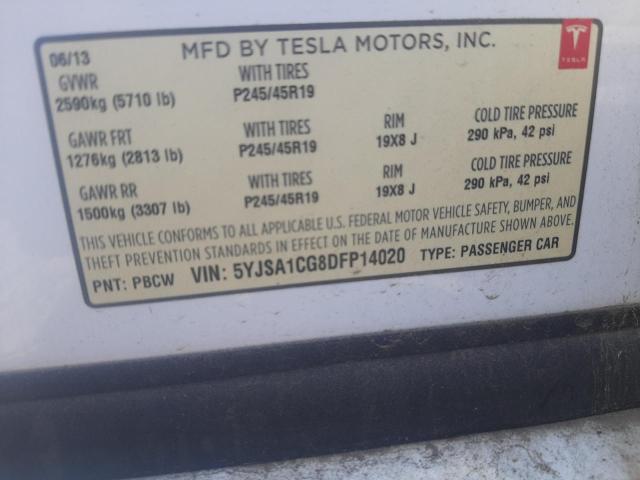 06/13 MFD BY TESLA MOTORS, INC. TESLA
GVWR WITH TIRES
2590kg (5710 lb) P245/45R19
GAWR FRT WITH TIRES RIM COLD TIRE PRESSURE
1276kg (2813 lb) P245/45R19 19X8 J 290 kPa, 42 psi
GAWR RR WITH TIRES RIM COLD TIRE PRESSURE
1500kg (3307 lb) P245/45R19 19X8 J 290 kPa, 42 psi
THIS VEHICLE CONFORMS TO ALL APPLICABLE U.S. FEDERAL MOTOR VEHICLE SAFETY, BUMPER, AND
THEFT PREVENTION STANDARDS IN EFFECT ON THE DATE OF MANUFACTURE SHOWN ABOVE.
PNT: PBCW VIN: 5YJSA1CG8DFP14020 TYPE: PASSENGER CAR